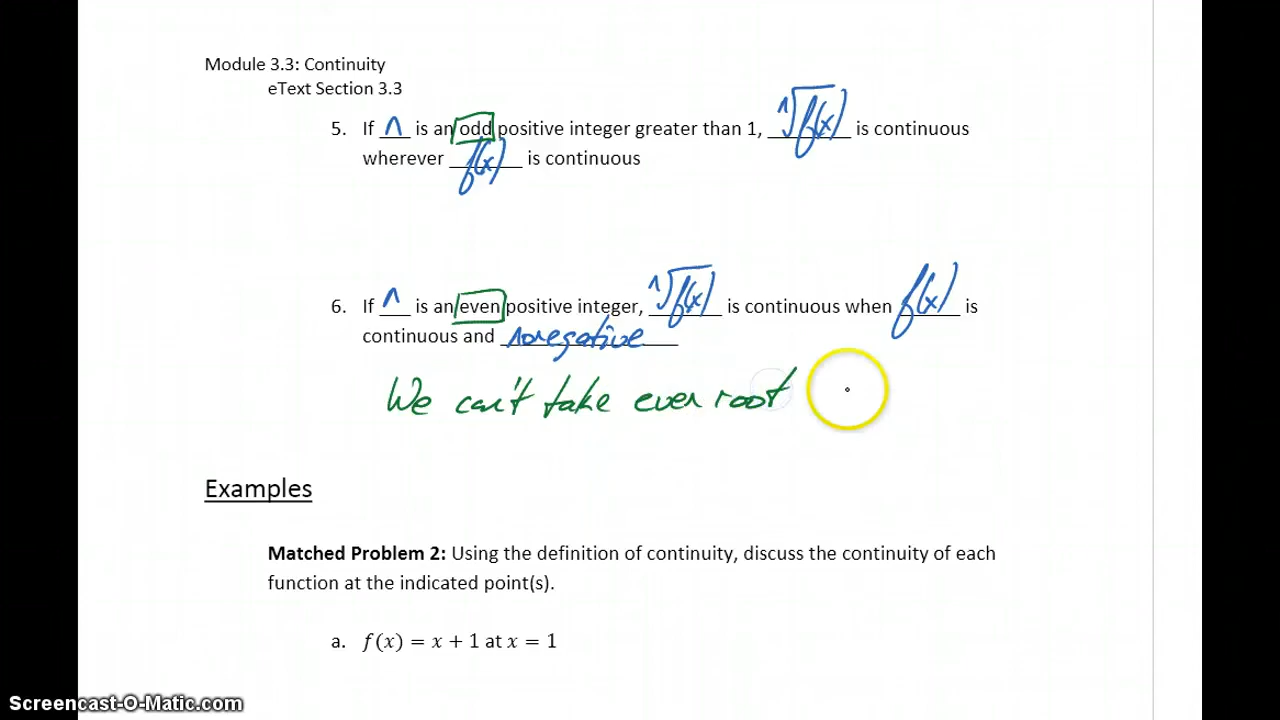 Module 3.3: Continuity
eText Section 3.3
5. If n is an odd positive integer greater than 1, ⁿ√f(x) is continuous
wherever f(x) is continuous
6. If n is an even positive integer, ⁿ√f(x) is continuous when f(x) is
continuous and nonegative
We can't take even root
Examples
Matched Problem 2: Using the definition of continuity, discuss the continuity of each
function at the indicated point(s).
a. f(x) = x + 1 at x = 1
Screencast-O-Matic.com